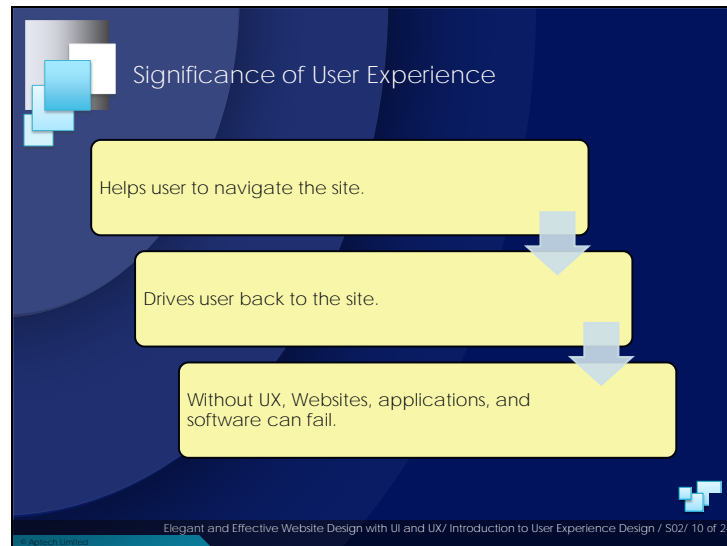 Significance of User Experience
Helps user to navigate the site.
Drives user back to the site.
Without UX, Websites, applications, and
software can fail.
Elegant and Effective Website Design with UI and UX/ Introduction to User Experience Design / S02/ 10 of 2
© Aptech Limited